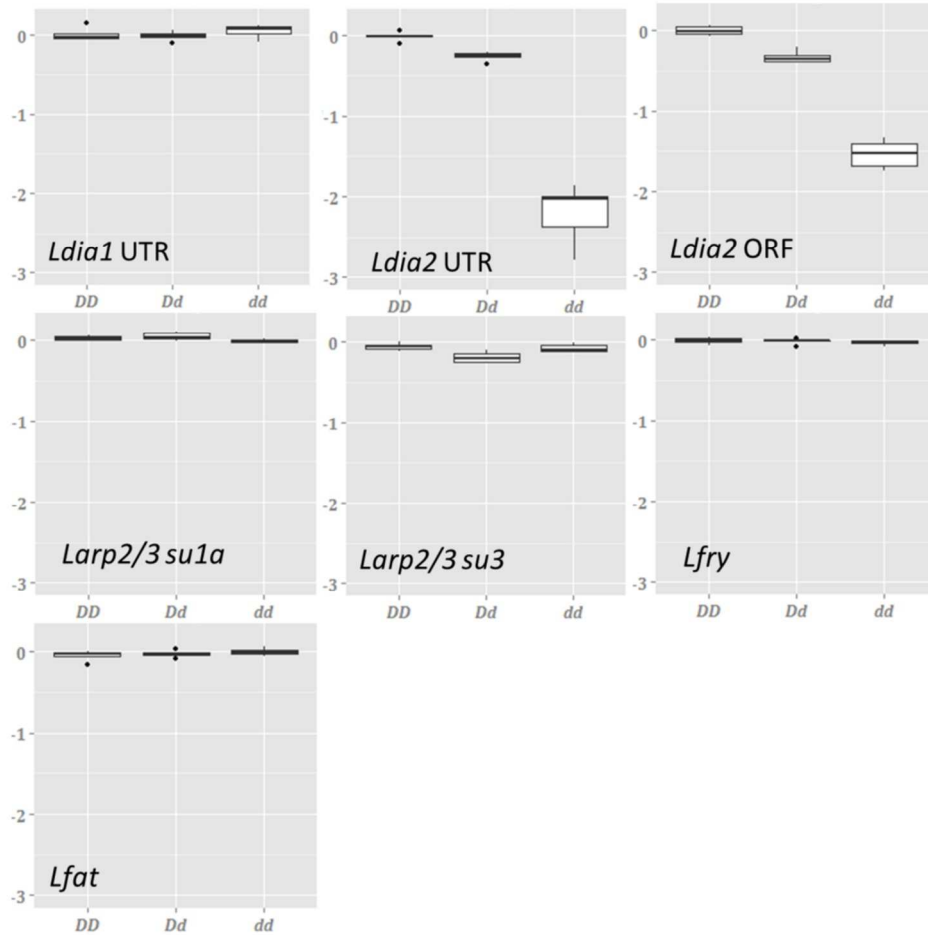 0
-1
-2
-3
Ldia1 UTR
DD Dd dd
0
-1
-2
-3
Ldia2 UTR
DD Dd dd
0
-1
-2
-3
Ldia2 ORF
DD Dd dd
0
-1
-2
-3
Larp2/3 su1a
DD Dd dd
0
-1
-2
-3
Larp2/3 su3
DD Dd dd
0
-1
-2
-3
Lfry
DD Dd dd
0
-1
-2
-3
Lfat
DD Dd dd